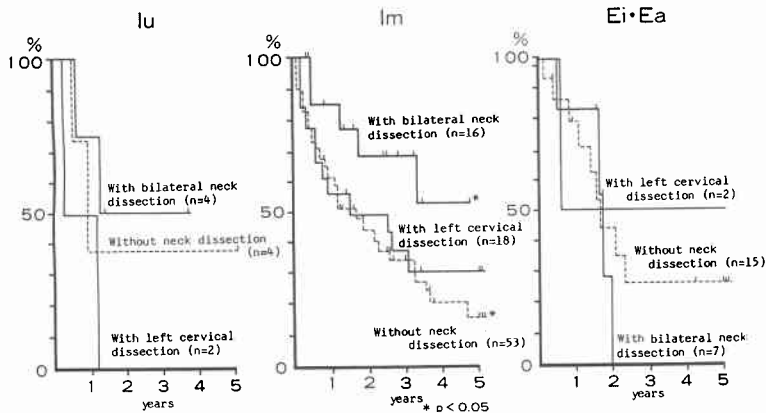 Iu
%
100
50
0
With bilateral neck
dissection (n=4)
Without neck dissection
(n=4)
With left cervical
dissection (n=2)
1 2 3 4 5
years
Im
%
100
50
0
With bilateral neck
dissection (n=16)
*
With left cervical
dissection (n=18)
Without neck
dissection (n=53)
*
1 2 3 4 5
years
* p < 0.05
Ei•Ea
%
100
50
0
With left cervical
dissection (n=2)
Without neck
dissection (n=15)
With bilateral neck
dissection (n=7)
1 2 3 4 5
years